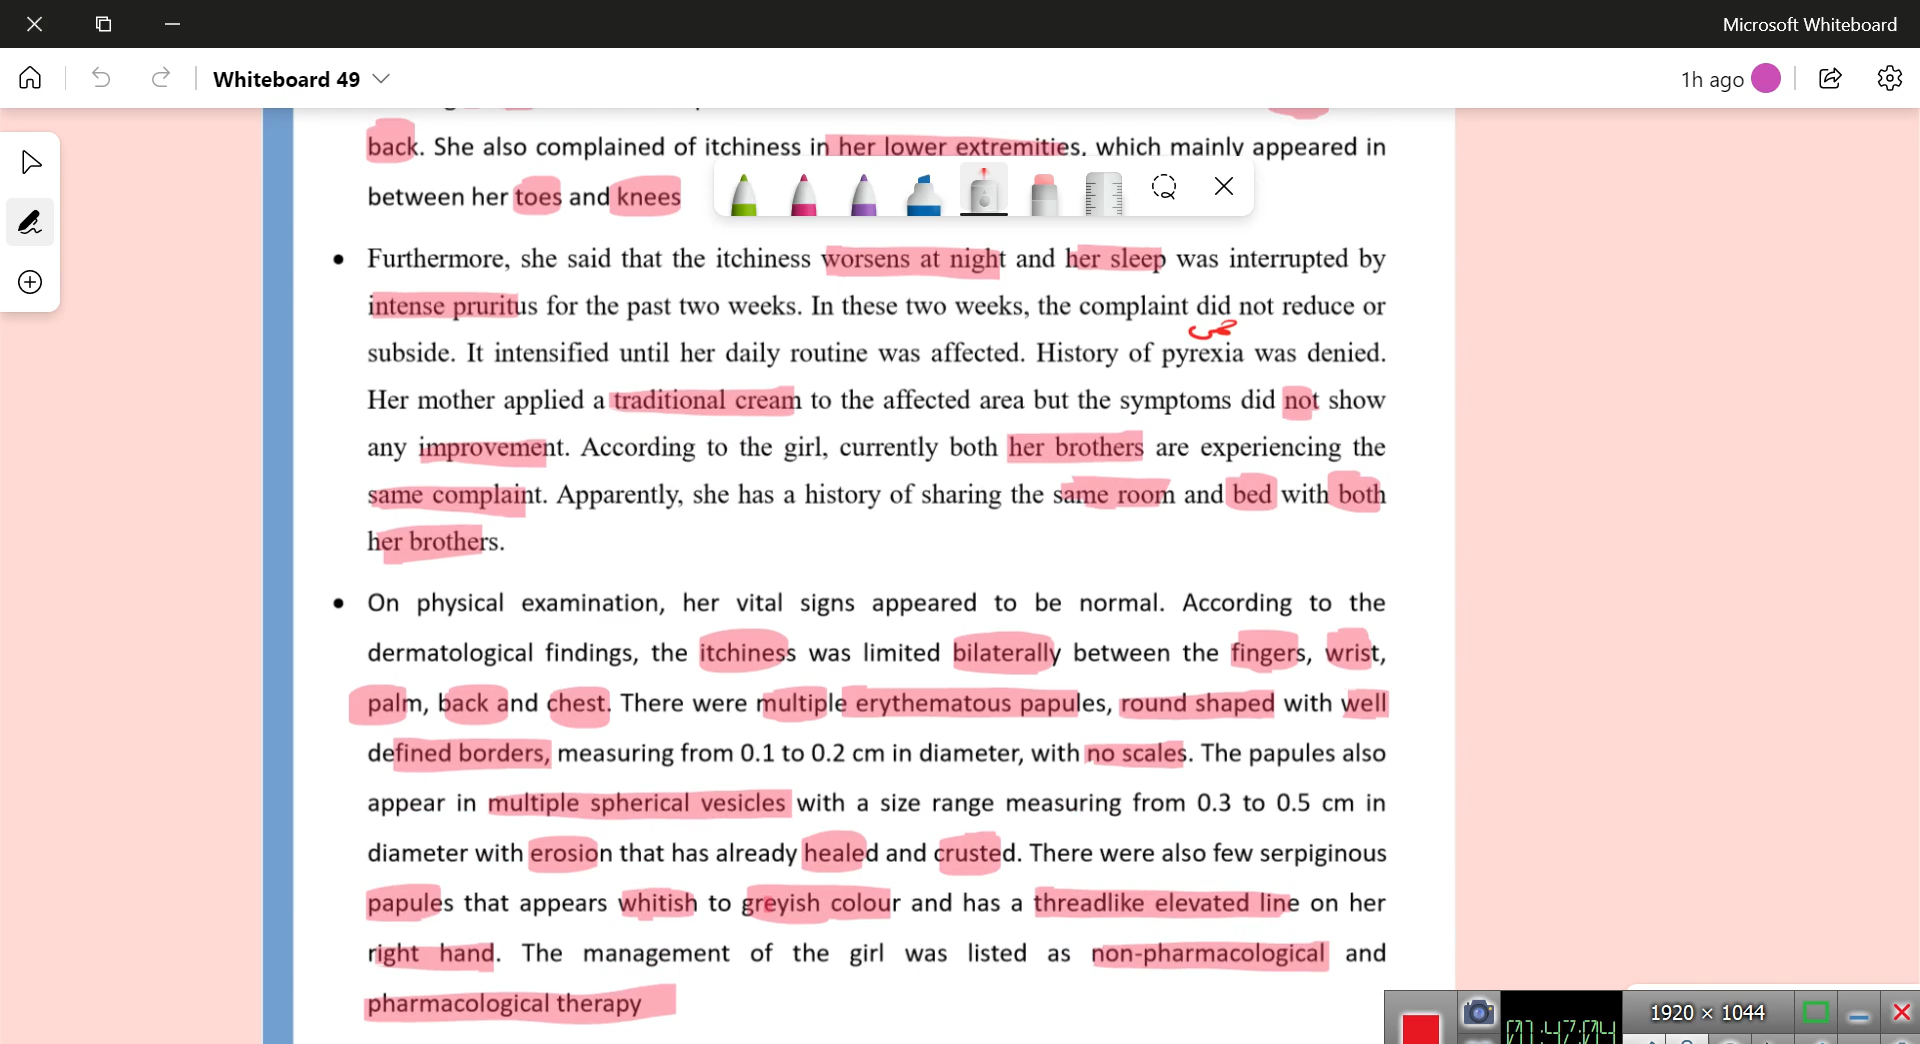 Microsoft Whiteboard
Whiteboard 49
1h ago
back. She also complained of itchiness in her lower extremities, which mainly appeared in
between her toes and knees
• Furthermore, she said that the itchiness worsens at night and her sleep was interrupted by
intense pruritus for the past two weeks. In these two weeks, the complaint did not reduce or
subside. It intensified until her daily routine was affected. History of pyrexia was denied.
Her mother applied a traditional cream to the affected area but the symptoms did not show
any improvement. According to the girl, currently both her brothers are experiencing the
same complaint. Apparently, she has a history of sharing the same room and bed with both
her brothers.
• On physical examination, her vital signs appeared to be normal. According to the
dermatological findings, the itchiness was limited bilaterally between the fingers, wrist,
palm, back and chest. There were multiple erythematous papules, round shaped with well
defined borders, measuring from 0.1 to 0.2 cm in diameter, with no scales. The papules also
appear in multiple spherical vesicles with a size range measuring from 0.3 to 0.5 cm in
diameter with erosion that has already healed and crusted. There were also few serpiginous
papules that appears whitish to greyish colour and has a threadlike elevated line on her
right hand. The management of the girl was listed as non-pharmacological and
pharmacological therapy
1920 × 1044
01:47:04